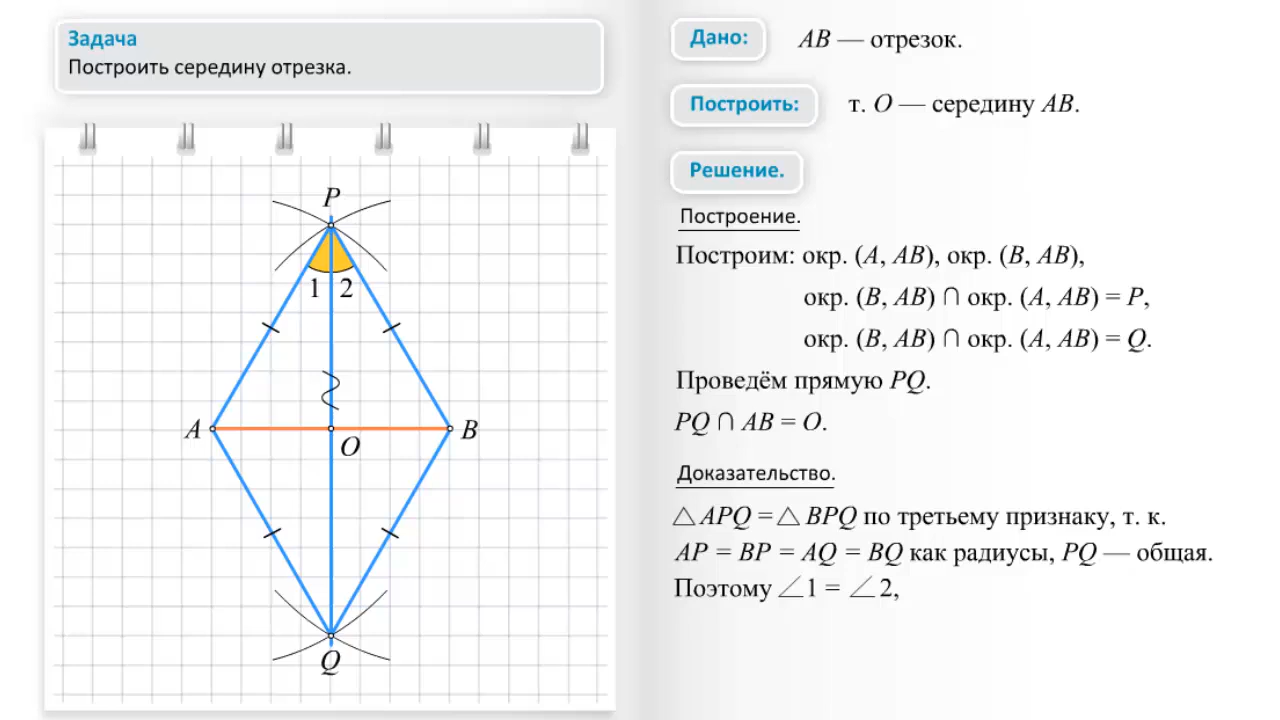 Задача
Построить середину отрезка.
P
1 2
A
O
B
Q
Дано: AB — отрезок.
Построить: т. O — середину AB.
Решение.
Построение.
Построим: окр. (A, AB), окр. (B, AB),
окр. (B, AB) ∩ окр. (A, AB) = P,
окр. (B, AB) ∩ окр. (A, AB) = Q.
Проведём прямую PQ.
PQ ∩ AB = O.
Доказательство.
△APQ = △BPQ по третьему признаку, т. к.
AP = BP = AQ = BQ как радиусы, PQ — общая.
Поэтому ∠1 = ∠2,